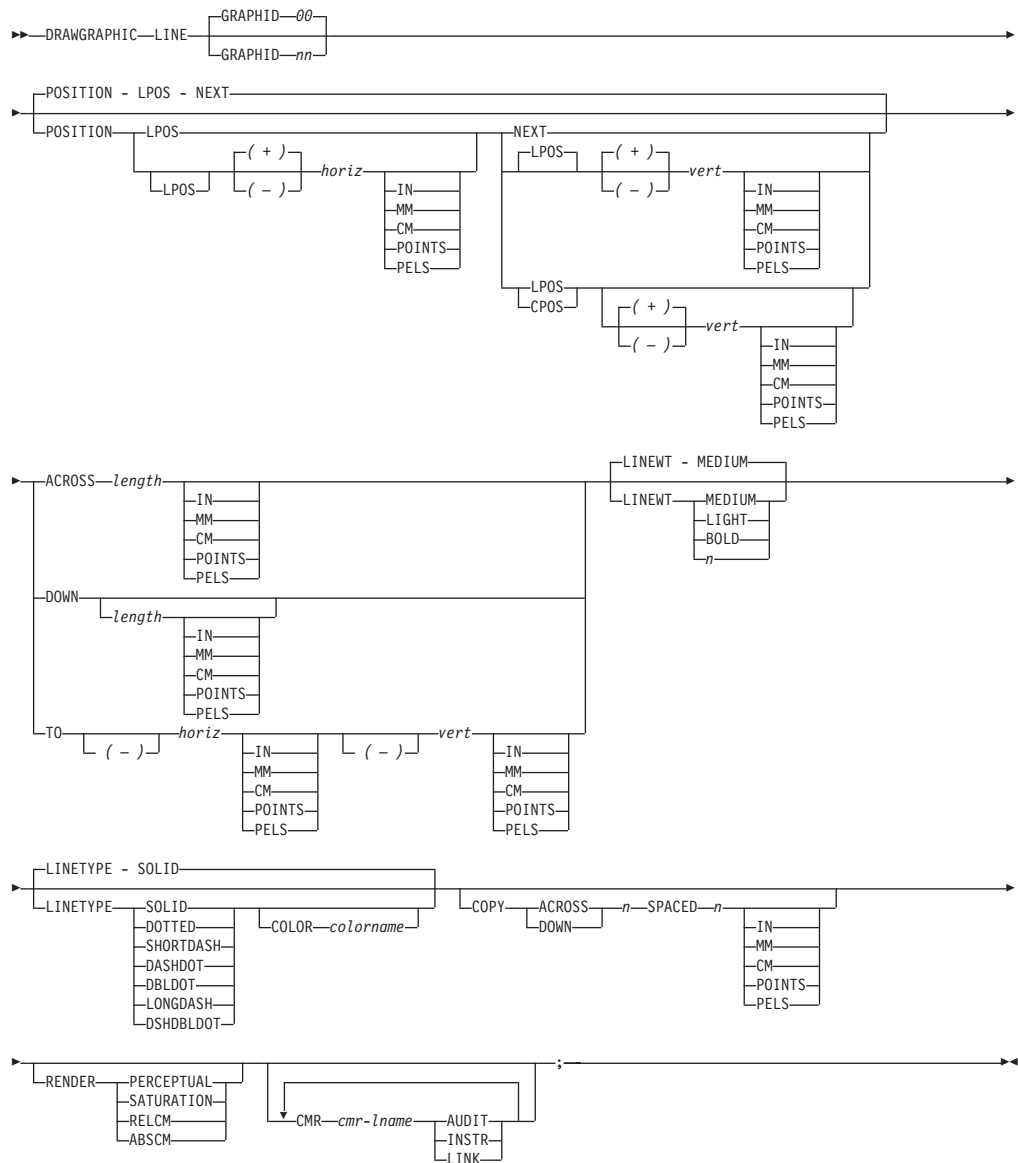 GRAPHID 00
DRAWGRAPHIC LINE
GRAPHID nn
POSITION - LPOS - NEXT
POSITION LPOS NEXT
LPOS ( + ) horiz LPOS ( + ) vert
( – ) IN ( – ) IN
MM MM
CM CM
POINTS POINTS
PELS PELS
LPOS
CPOS ( + ) vert
( – ) IN
MM
CM
POINTS
PELS
LINEWT - MEDIUM
ACROSS length LINEWT MEDIUM
IN LIGHT
MM BOLD
CM n
POINTS
PELS
DOWN
length
IN
MM
CM
POINTS
PELS
TO ( – ) horiz ( – ) vert
IN IN
MM MM
CM CM
POINTS POINTS
PELS PELS
LINETYPE - SOLID
LINETYPE SOLID COPY ACROSS n SPACED n
DOTTED COLOR colorname DOWN IN
SHORTDASH MM
DASHDOT CM
DBLDOT POINTS
LONGDASH PELS
DSHDBLDOT
;
RENDER PERCEPTUAL
SATURATION CMR cmr-lname AUDIT
RELCM INSTR
ABSCM LINK